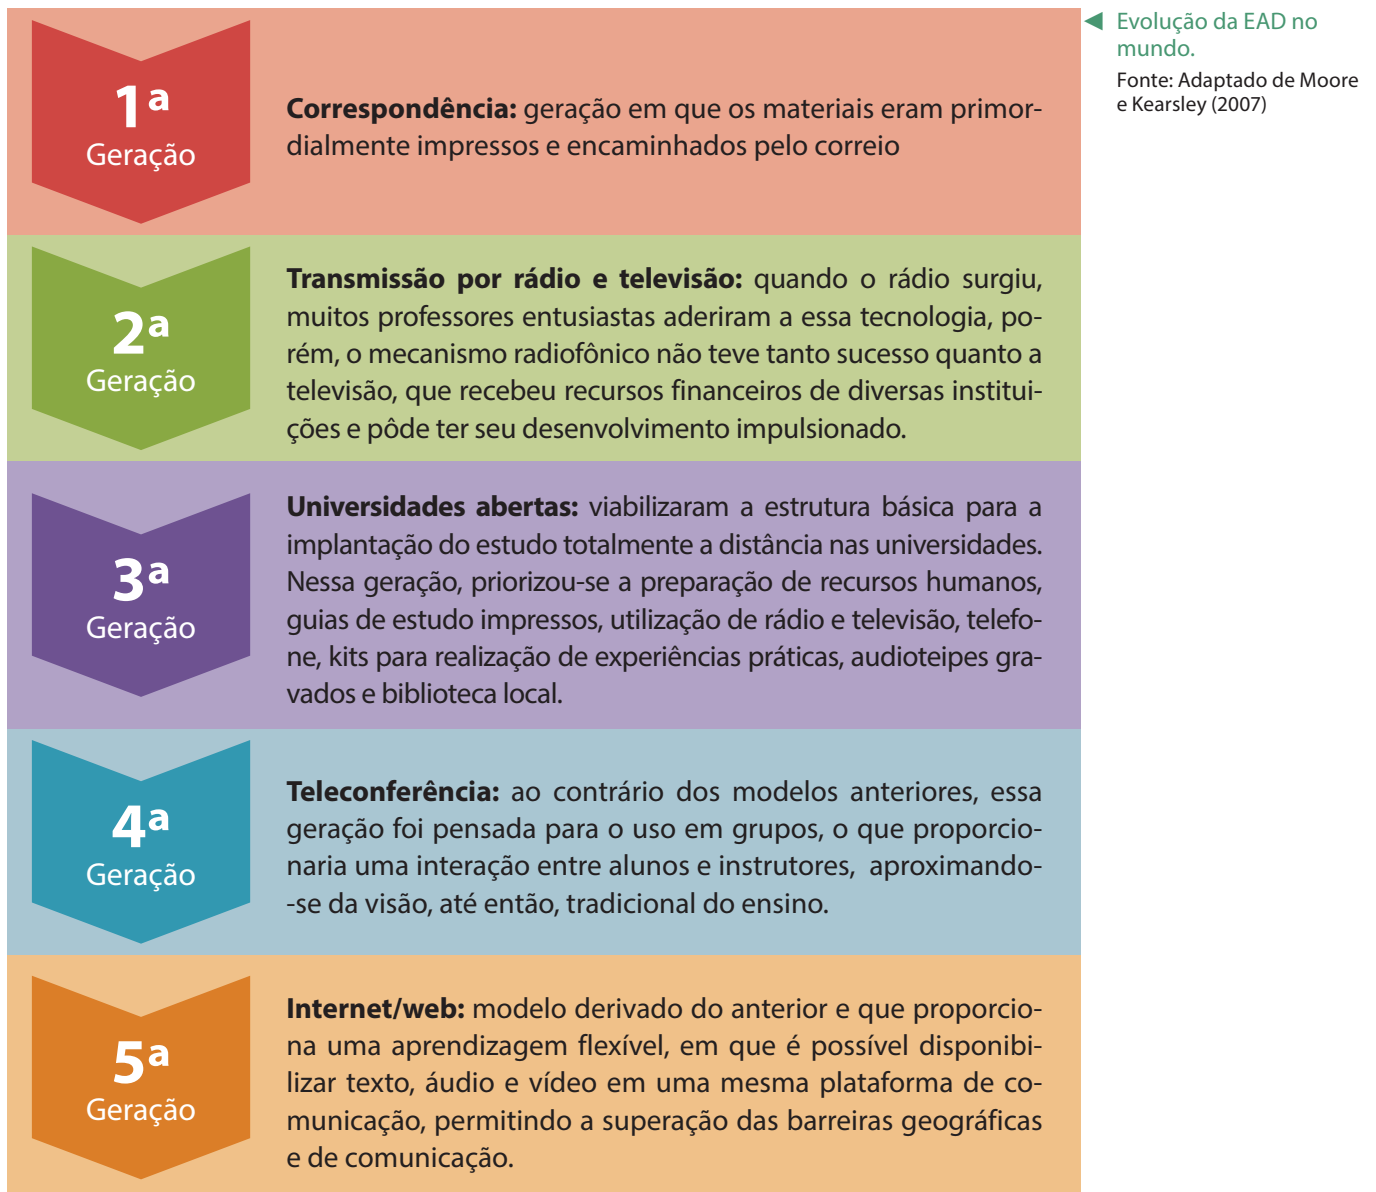 1ª
Geração
Correspondência: geração em que os materiais eram primor-
dialmente impressos e encaminhados pelo correio
2ª
Geração
Transmissão por rádio e televisão: quando o rádio surgiu,
muitos professores entusiastas aderiram a essa tecnologia, po-
rém, o mecanismo radiofônico não teve tanto sucesso quanto a
televisão, que recebeu recursos financeiros de diversas institui-
ções e pôde ter seu desenvolvimento impulsionado.
3ª
Geração
Universidades abertas: viabilizaram a estrutura básica para a
implantação do estudo totalmente a distância nas universidades.
Nessa geração, priorizou-se a preparação de recursos humanos,
guias de estudo impressos, utilização de rádio e televisão, telefo-
ne, kits para realização de experiências práticas, audioteipes gra-
vados e biblioteca local.
4ª
Geração
Teleconferência: ao contrário dos modelos anteriores, essa
geração foi pensada para o uso em grupos, o que proporcio-
naria uma interação entre alunos e instrutores, aproximando-
-se da visão, até então, tradicional do ensino.
5ª
Geração
Internet/web: modelo derivado do anterior e que proporcio-
na uma aprendizagem flexível, em que é possível disponibi-
lizar texto, áudio e vídeo em uma mesma plataforma de co-
municação, permitindo a superação das barreiras geográficas
e de comunicação.
Evolução da EAD no
mundo.
Fonte: Adaptado de Moore
e Kearsley (2007)